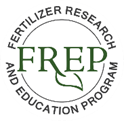 FERTILIZER RESEARCH
FREP
AND EDUCATION PROGRAM